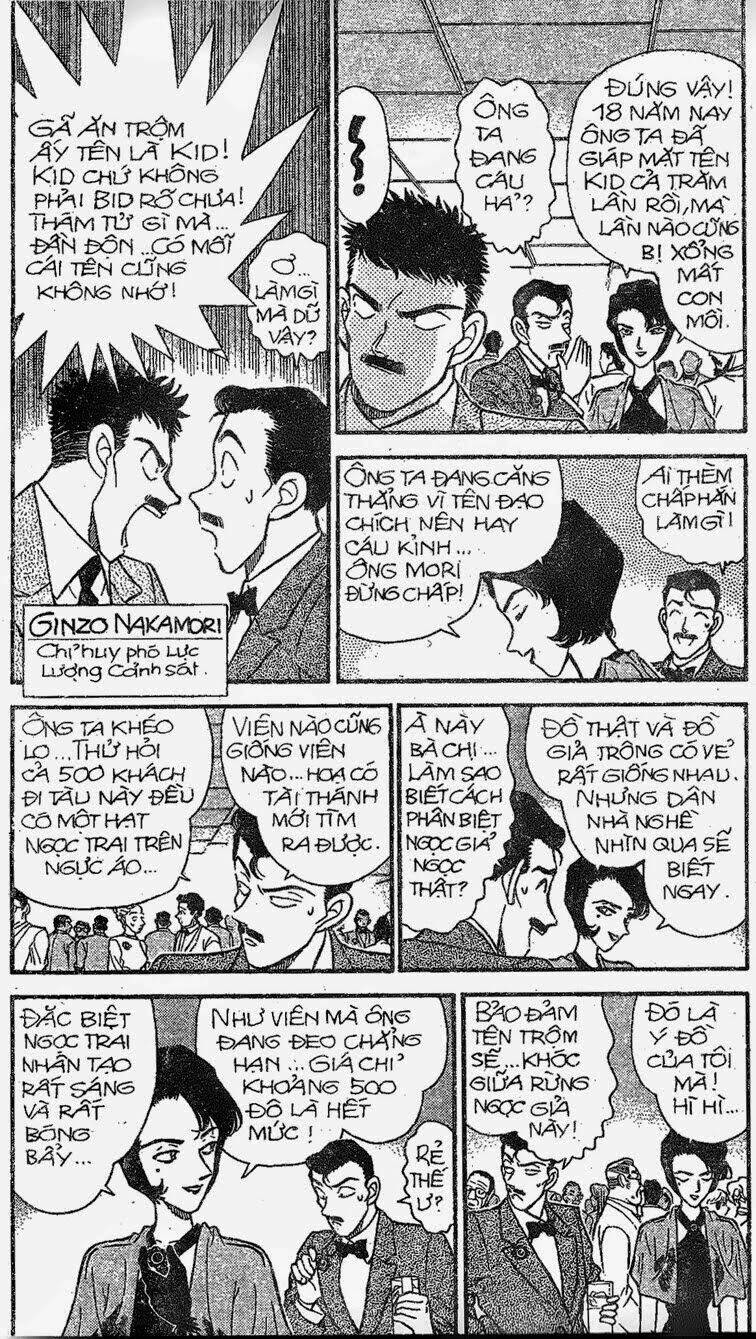 GÃ ĂN TRỘM
ẤY TÊN LÀ KID!
KID CHỨ KHÔNG
PHẢI BID RÕ CHƯA!
THÁM TỬ GÌ MÀ...
ĐẦN ĐỘN...CÓ MỖI
CÁI TÊN CŨNG
KHÔNG NHỚ!
Ơ...
LÀM GÌ
MÀ DỮ
VẬY?
GINZO NAKAMORI
Chỉ huy phó Lực
Lượng Cảnh sát.
ÔNG
TA
ĐANG
CÁU
HẢ?
ĐÚNG VẬY!
18 NĂM NAY
ÔNG TA ĐÃ
GIÁP MẶT TÊN
KID CẢ TRĂM
LẦN RỒI, MÀ
LẦN NÀO CŨNG
BỊ XỔNG
MẤT
CON
MỒI.
ÔNG TA ĐANG CĂNG
THẲNG VÌ TÊN ĐẠO
CHÍCH NÊN HAY
CÁU KỈNH...
ÔNG MORI
ĐỪNG CHẤP!
AI THÈM
CHẤP HẮN
LÀM GÌ!
ÔNG TA KHÉO
LO...THỬ HỎI
CẢ 500 KHÁCH
ĐI TÀU NÀY ĐỀU
CÓ MỘT HẠT
NGỌC TRAI TRÊN
NGỰC ÁO...
VIÊN NÀO CŨNG
GIỐNG VIÊN
NÀO...HỌA CÓ
TÀI THÁNH
MỚI TÌM
RA ĐƯỢC.
À NÀY
BÀ CHỊ...
LÀM SAO
BIẾT CÁCH
PHÂN BIỆT
NGỌC GIẢ
NGỌC
THẬT?
ĐỒ THẬT VÀ ĐỒ
GIẢ TRÔNG CÓ VẺ
RẤT GIỐNG NHAU.
NHƯNG DÂN
NHÀ NGHỀ
NHÌN QUA SẼ
BIẾT
NGAY.
ĐẶC BIỆT
NGỌC TRAI
NHÂN TẠO
RẤT SÁNG
VÀ RẤT
BÓNG
BẨY...
NHƯ VIÊN MÀ ÔNG
ĐANG ĐEO CHẲNG
HẠN...GIÁ CHỈ
KHOẢNG 500
ĐÔ LÀ HẾT
MỨC!
RẺ
THẾ
Ư?
BẢO ĐẢM
TÊN TRỘM
SẼ...KHÓC
GIỮA RỪNG
NGỌC GIẢ
NÀY!
ĐÓ LÀ
Ý ĐỒ
CỦA TÔI
MÀ!
HÌ HÌ...